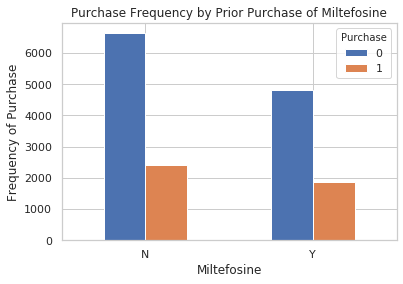 Purchase Frequency by Prior Purchase of Miltefosine
Purchase
0
1
Frequency of Purchase
6000
5000
4000
3000
2000
1000
0
N
Y
Miltefosine